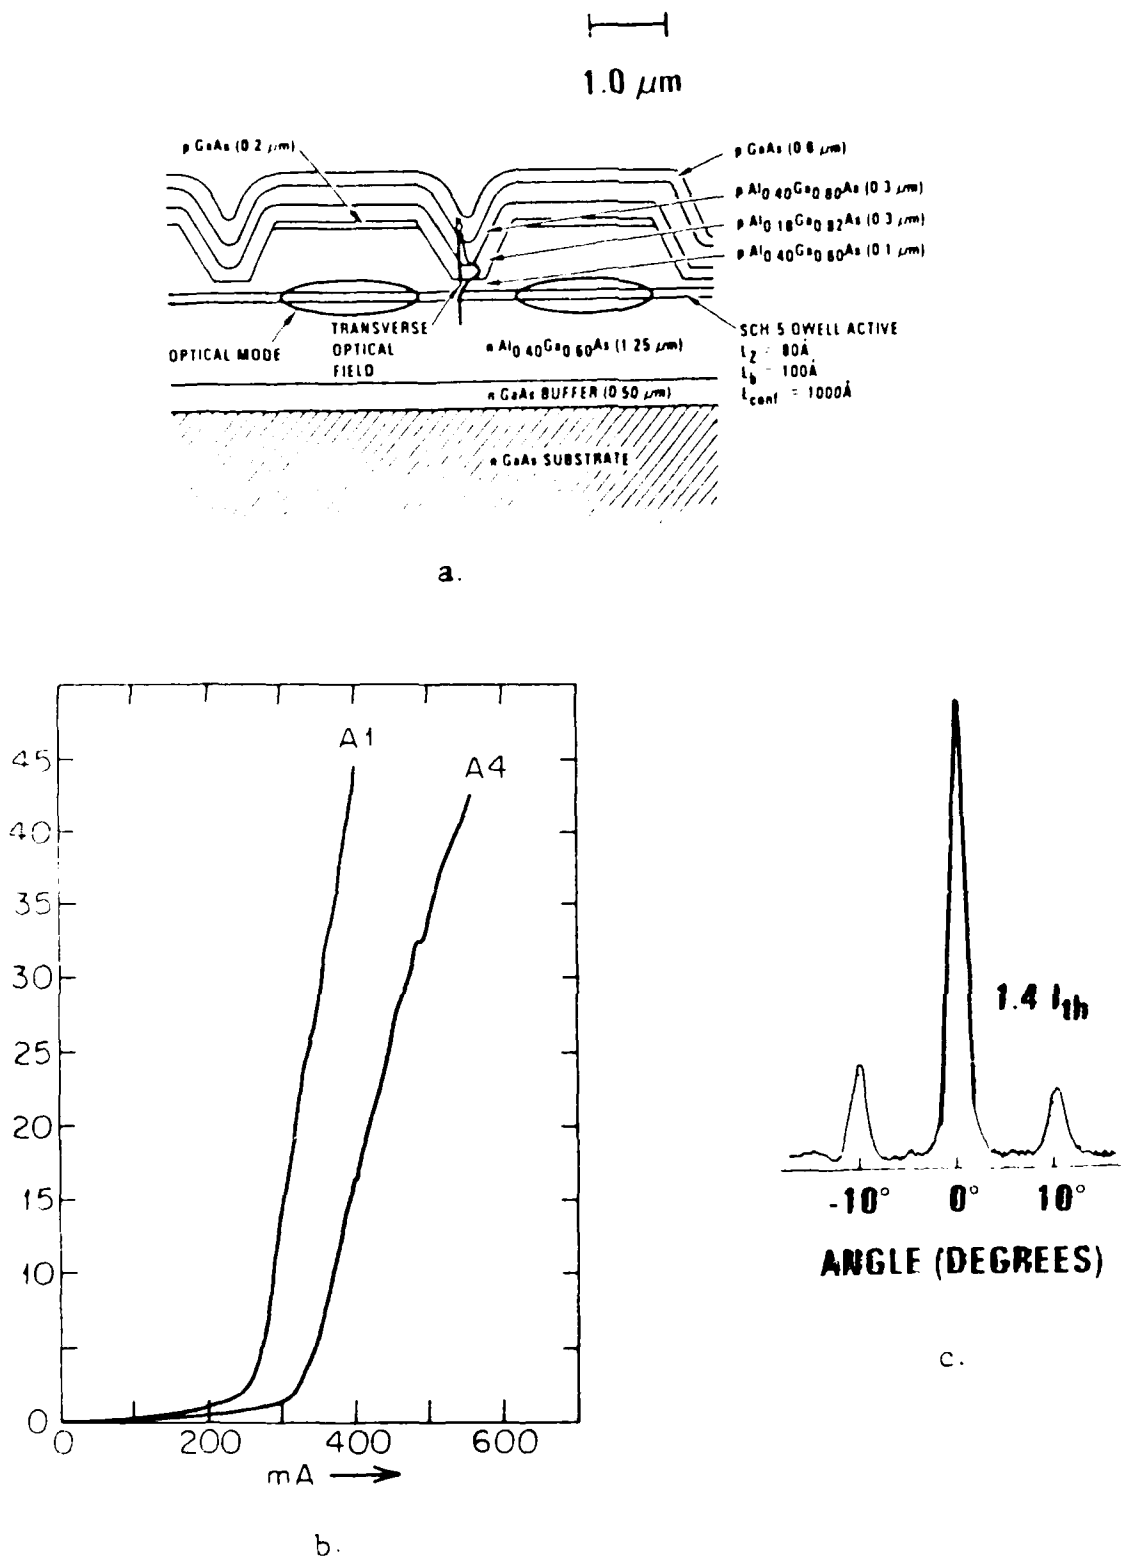 1.0 μm
p GaAs (0.2 μm)
p GaAs (0.6 μm)
p Al0.40Ga0.60As (0.3 μm)
p Al0.18Ga0.82As (0.3 μm)
p Al0.40Ga0.60As (0.1 μm)
OPTICAL MODE
TRANSVERSE
OPTICAL
FIELD
n Al0.40Ga0.60As (1.25 μm)
SCH 5 QWELL ACTIVE
LZ = 80Å
Lb = 100Å
Lconf = 1000Å
n GaAs BUFFER (0.50 μm)
n GaAs SUBSTRATE
a.
A1
A4
45
40
35
30
25
20
15
10
0
0 200 400 600
mA
b.
1.4 Ith
-10° 0° 10°
ANGLE (DEGREES)
c.